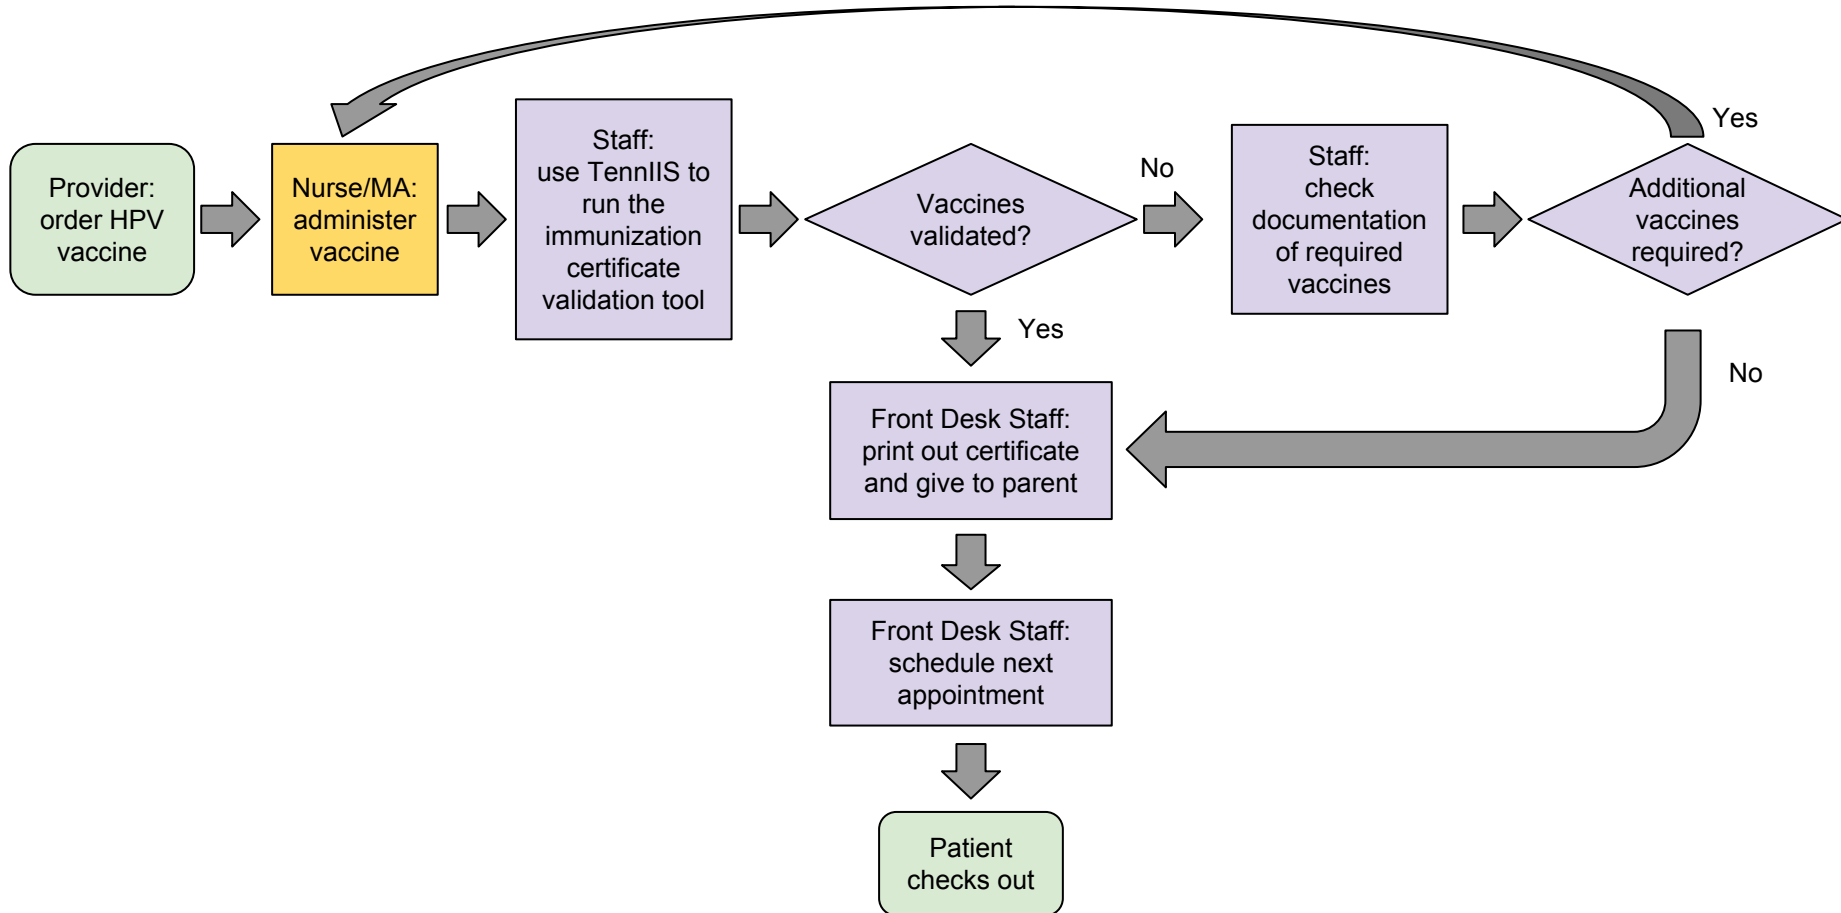 Provider:
order HPV
vaccine
Nurse/MA:
administer
vaccine
Staff:
use TennIIS to
run the
immunization
certificate
validation tool
Vaccines
validated?
No
Staff:
check
documentation
of required
vaccines
Additional
vaccines
required?
Yes
Yes
No
Front Desk Staff:
print out certificate
and give to parent
Front Desk Staff:
schedule next
appointment
Patient
checks out